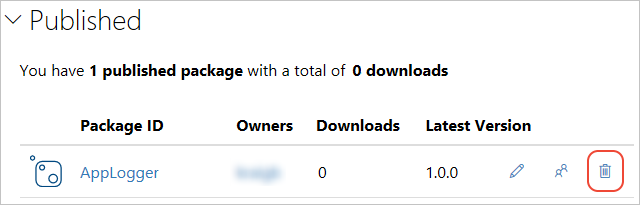 Published
You have 1 published package with a total of 0 downloads
Package ID Owners Downloads Latest Version
AppLogger 0 1.0.0